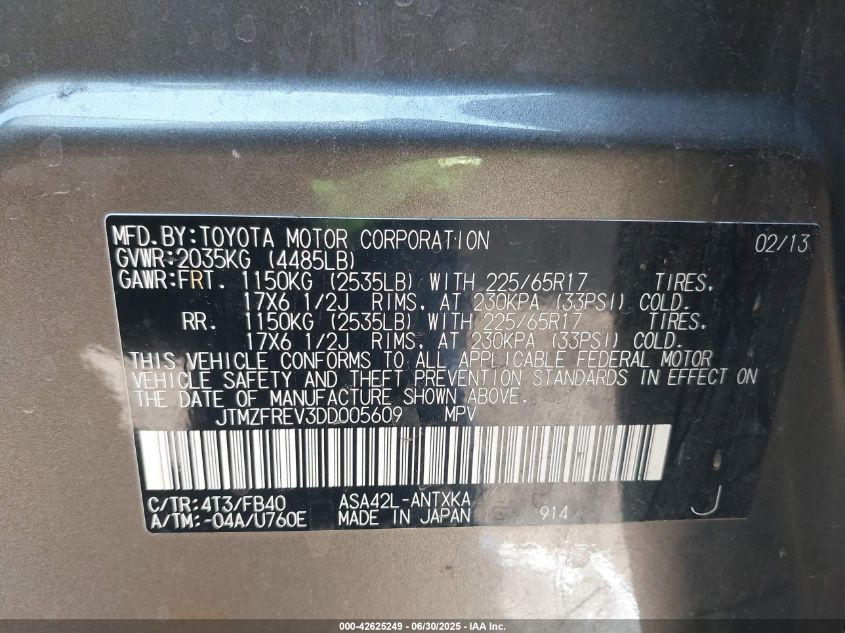 MFD.BY:TOYOTA MOTOR CORPORATION 02/13
GVWR:2035KG (4485LB)
GAWR:FRT. 1150KG (2535LB) WITH 225/65R17 TIRES,
17X6 1/2J RIMS, AT 230KPA (33PSI) COLD.
RR. 1150KG (2535LB) WITH 225/65R17 TIRES,
17X6 1/2J RIMS, AT 230KPA (33PSI) COLD.
THIS VEHICLE CONFORMS TO ALL APPLICABLE FEDERAL MOTOR
VEHICLE SAFETY AND THEFT PREVENTION STANDARDS IN EFFECT ON
THE DATE OF MANUFACTURE SHOWN ABOVE.
JTMZFREV3DD005609 MPV
C/TR:4T3/FB40 ASA42L-ANTXKA
A/TM:-04A/U760E MADE IN JAPAN 914 J
000-42625249 - 06/30/2025 - IAA Inc.